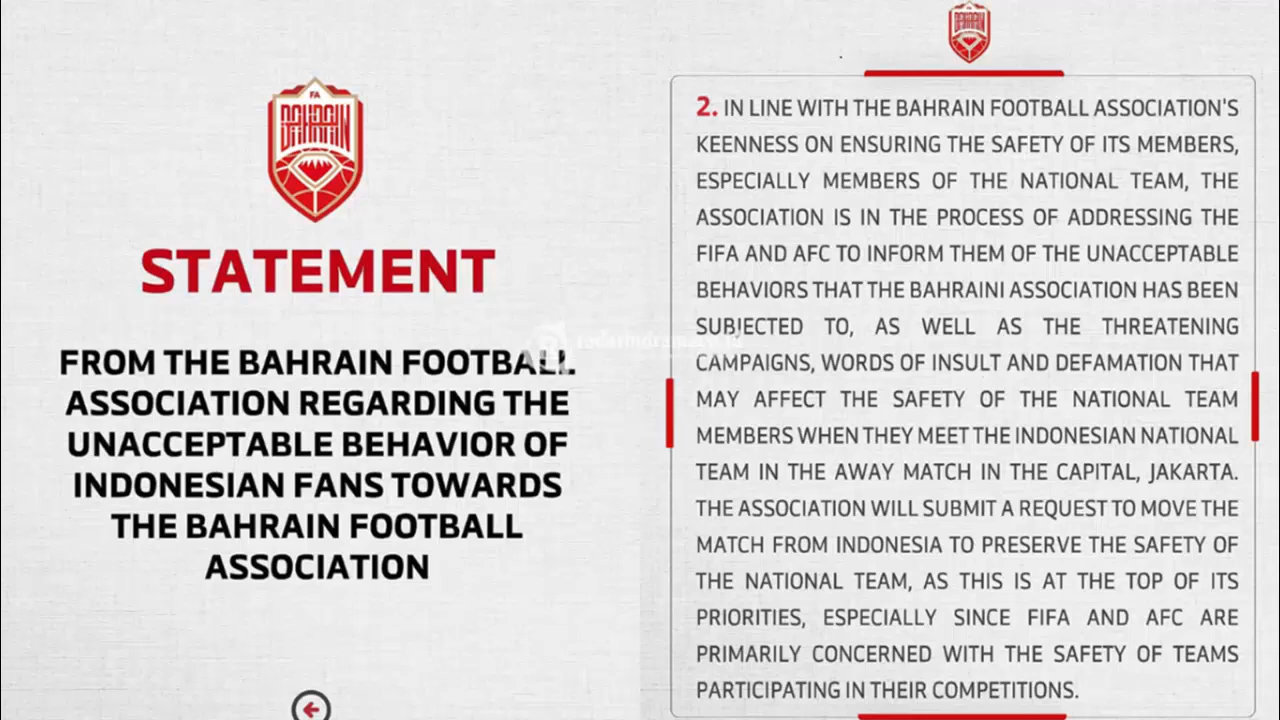 FA
BAHRAIN
STATEMENT
FROM THE BAHRAIN FOOTBALL
ASSOCIATION REGARDING THE
UNACCEPTABLE BEHAVIOR OF
INDONESIAN FANS TOWARDS
THE BAHRAIN FOOTBALL
ASSOCIATION
BAHRAIN
2. IN LINE WITH THE BAHRAIN FOOTBALL ASSOCIATION'S
KEENNESS ON ENSURING THE SAFETY OF ITS MEMBERS,
ESPECIALLY MEMBERS OF THE NATIONAL TEAM, THE
ASSOCIATION IS IN THE PROCESS OF ADDRESSING THE
FIFA AND AFC TO INFORM THEM OF THE UNACCEPTABLE
BEHAVIORS THAT THE BAHRAINI ASSOCIATION HAS BEEN
SUBJECTED TO, AS WELL AS THE THREATENING
CAMPAIGNS, WORDS OF INSULT AND DEFAMATION THAT
MAY AFFECT THE SAFETY OF THE NATIONAL TEAM
MEMBERS WHEN THEY MEET THE INDONESIAN NATIONAL
TEAM IN THE AWAY MATCH IN THE CAPITAL, JAKARTA.
THE ASSOCIATION WILL SUBMIT A REQUEST TO MOVE THE
MATCH FROM INDONESIA TO PRESERVE THE SAFETY OF
THE NATIONAL TEAM, AS THIS IS AT THE TOP OF ITS
PRIORITIES, ESPECIALLY SINCE FIFA AND AFC ARE
PRIMARILY CONCERNED WITH THE SAFETY OF TEAMS
PARTICIPATING IN THEIR COMPETITIONS.